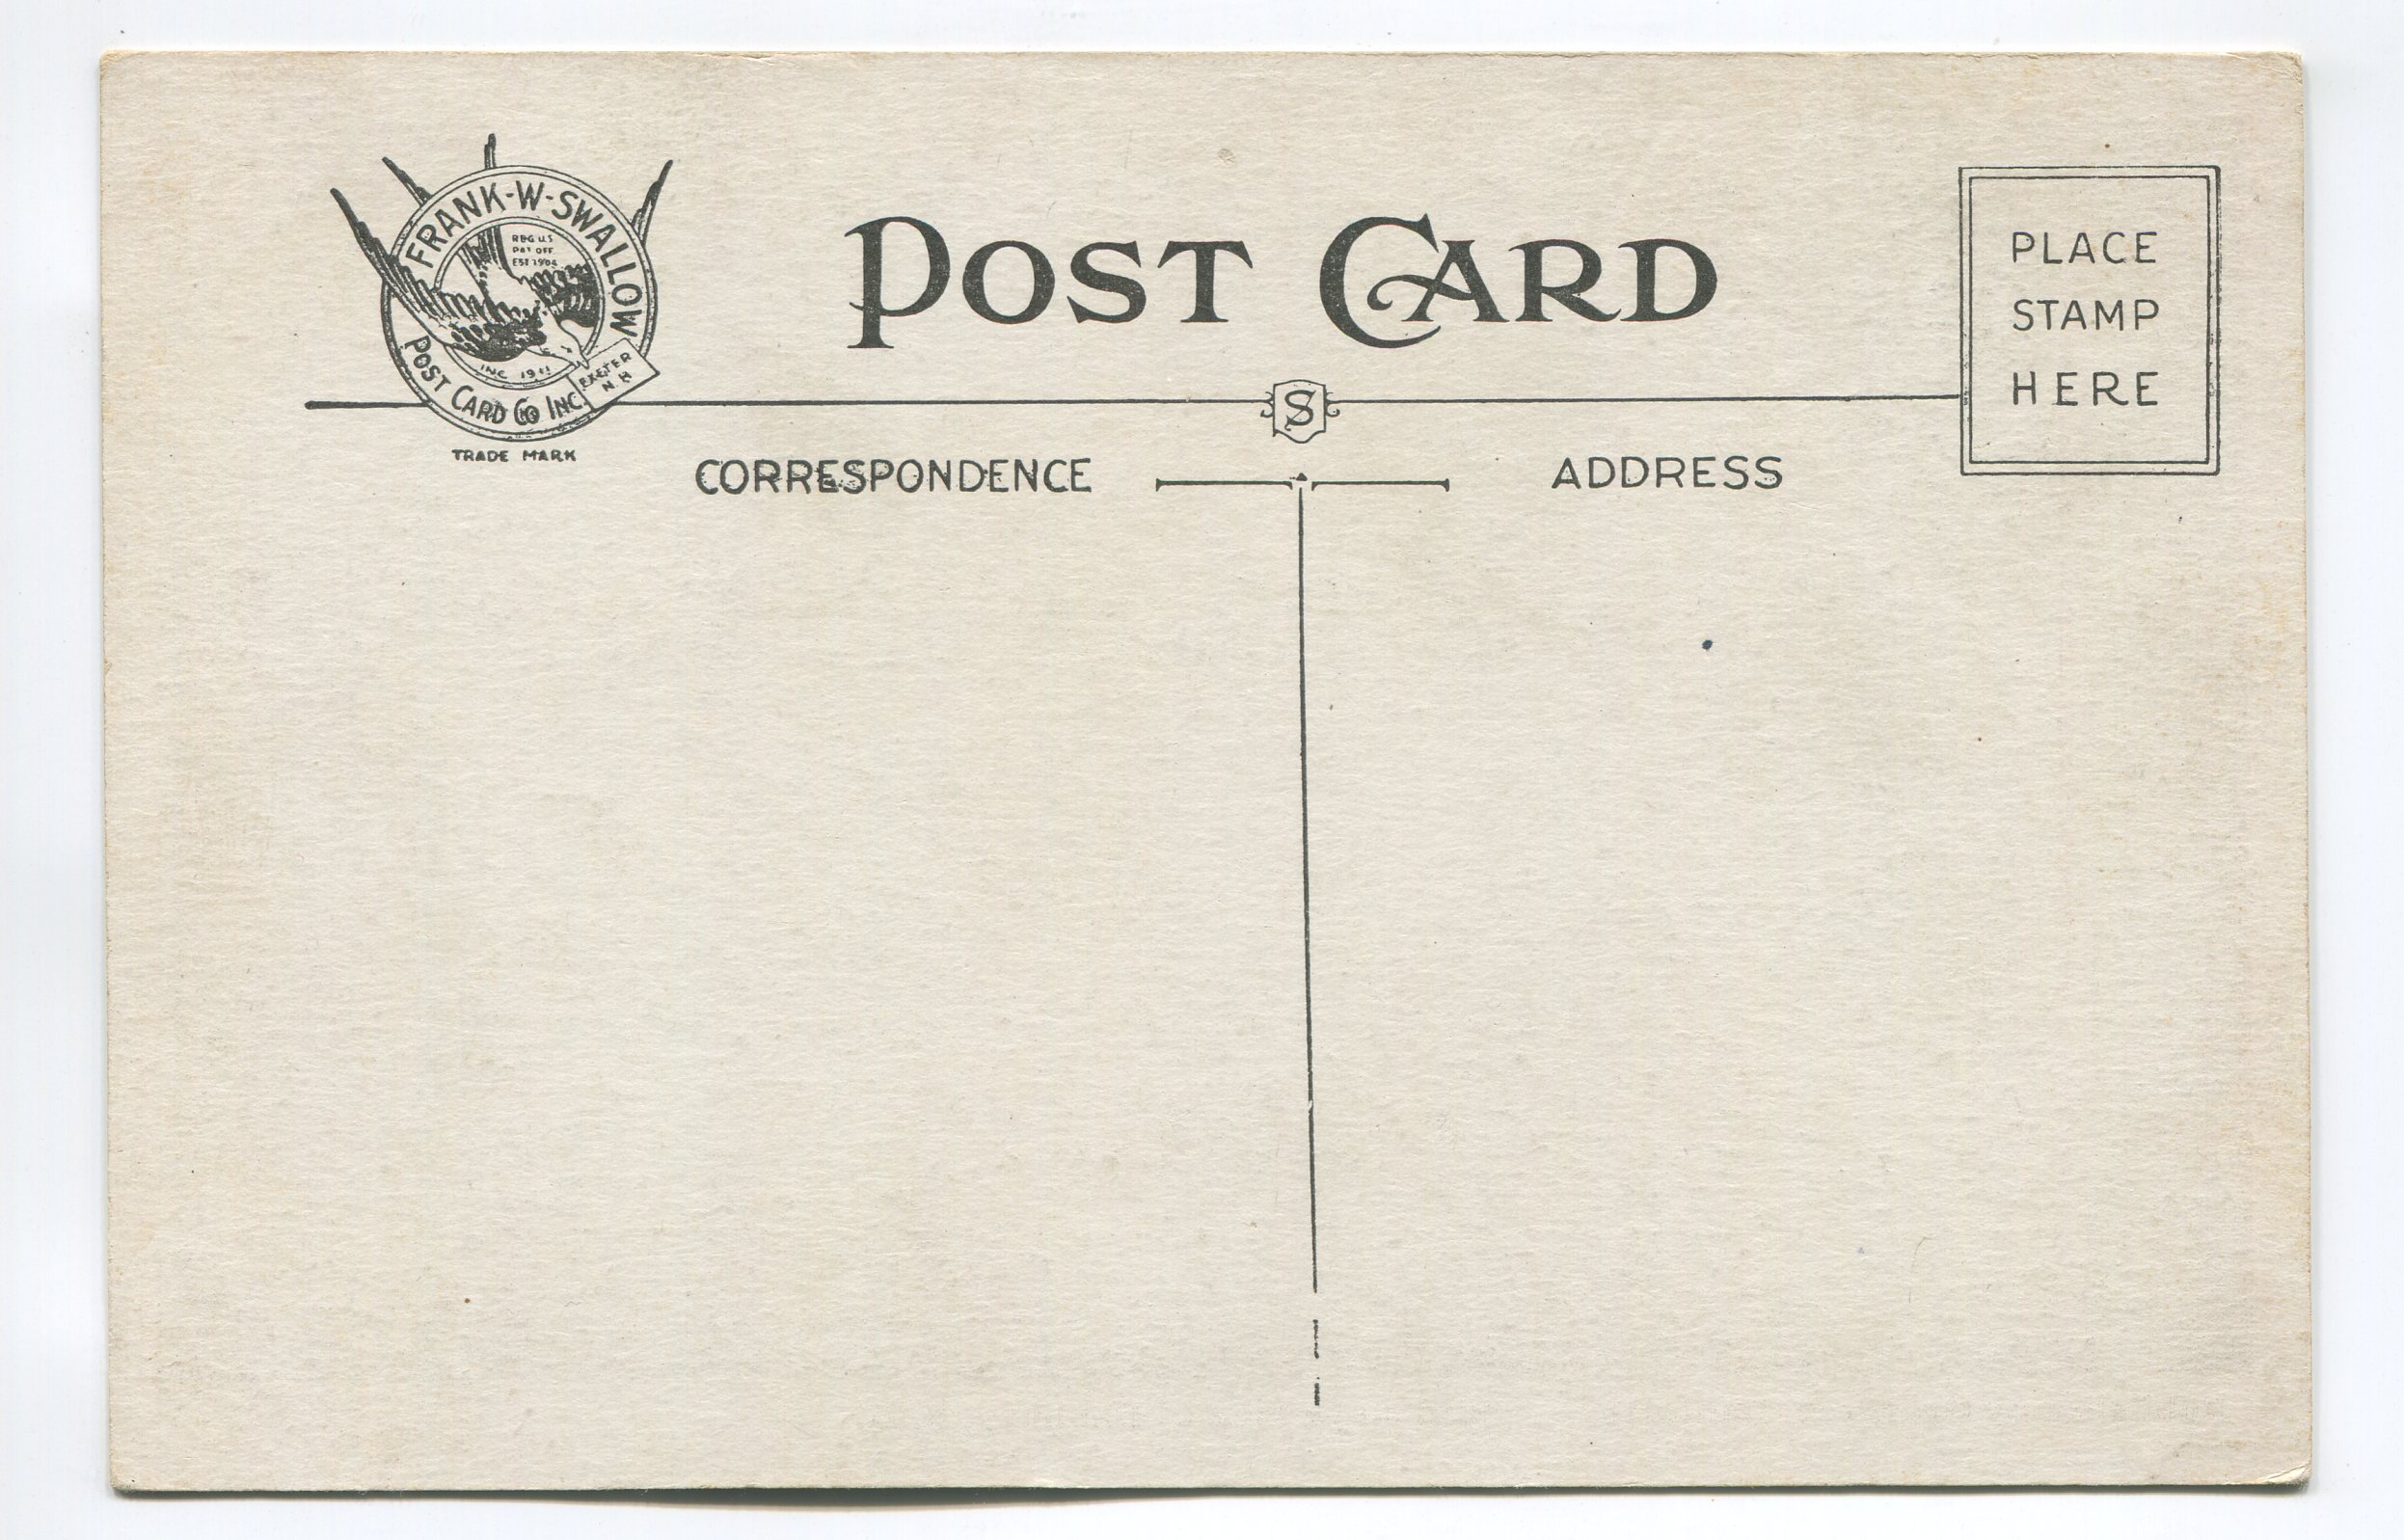 FRANK-W-SWALLOW
REG U.S
PAT OFF
EST 1904
INC 1911
POST CARD Co INC.
EXETER
N H
TRADE MARK
POST CARD
PLACE
STAMP
HERE
S
CORRESPONDENCE
ADDRESS